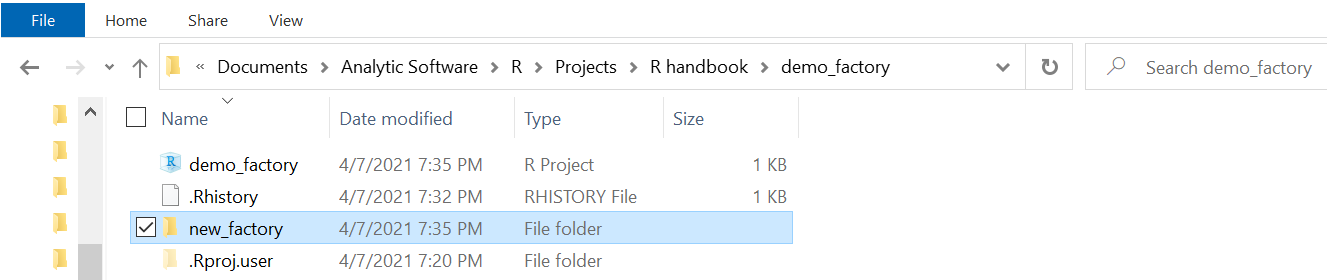 File Home Share View
« Documents > Analytic Software > R > Projects > R handbook > demo_factory Search demo_factory
Name Date modified Type Size
demo_factory 4/7/2021 7:35 PM R Project 1 KB
.Rhistory 4/7/2021 7:32 PM RHISTORY File 1 KB
new_factory 4/7/2021 7:35 PM File folder
.Rproj.user 4/7/2021 7:20 PM File folder